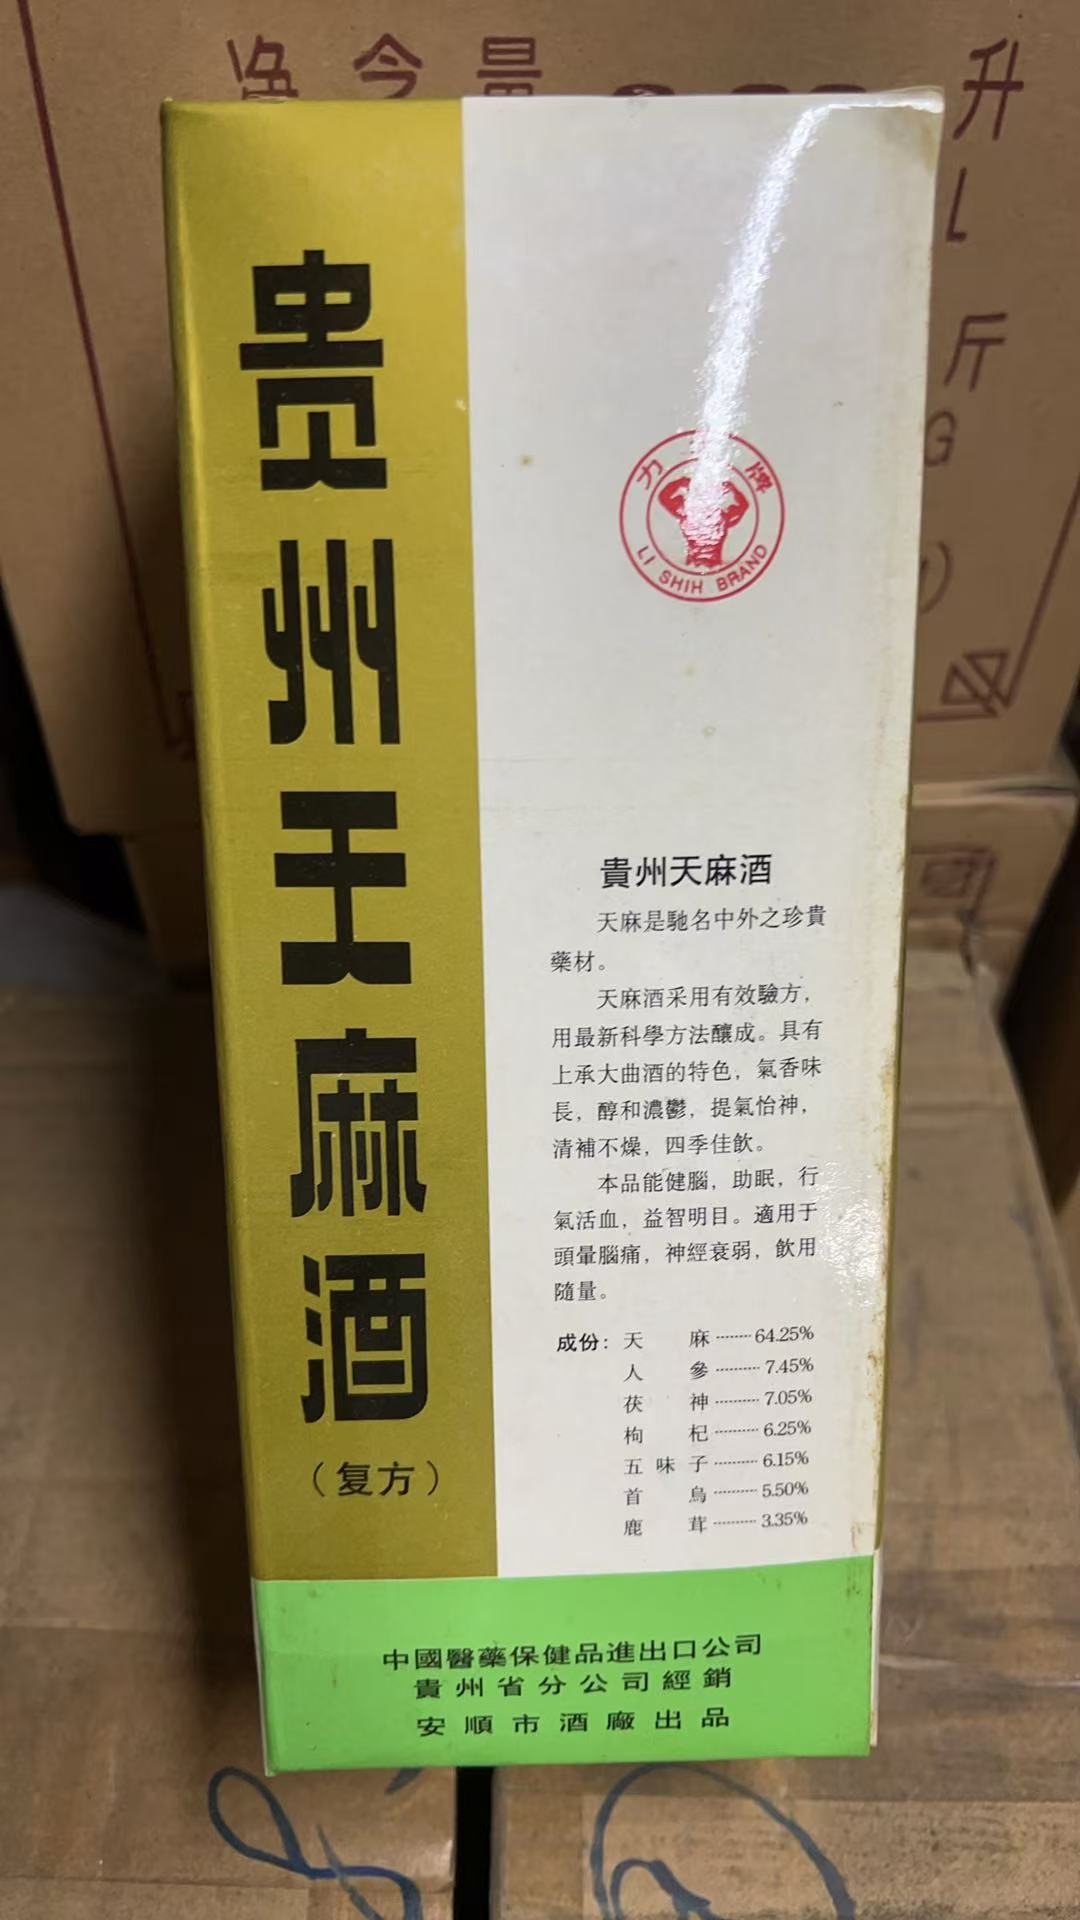 净含量
升
L
斤
G
贵州天麻酒
（复方）
力
牌
LI SHIH BRAND
貴州天麻酒
天麻是馳名中外之珍貴
藥材。
天麻酒采用有效驗方，
用最新科學方法釀成。具有
上承大曲酒的特色，氣香味
長，醇和濃鬱，提氣怡神，
清補不燥，四季佳飲。
本品能健腦，助眠，行
氣活血，益智明目。適用于
頭暈腦痛，神經衰弱，飲用
隨量。
成份：天麻········64.25%
人參··········7.45%
茯神··········7.05%
枸杞··········6.25%
五味子··········6.15%
首鳥··········5.50%
鹿茸··········3.35%
中國醫藥保健品進出口公司
貴州省分公司經銷
安順市酒廠出品